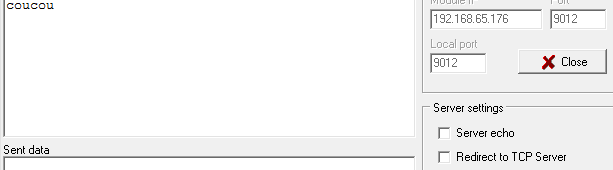 coucou
Module IP
Port
192.168.65.176
9012
Local port
9012
Close
Server settings
Server echo
Sent data
Redirect to TCP Server